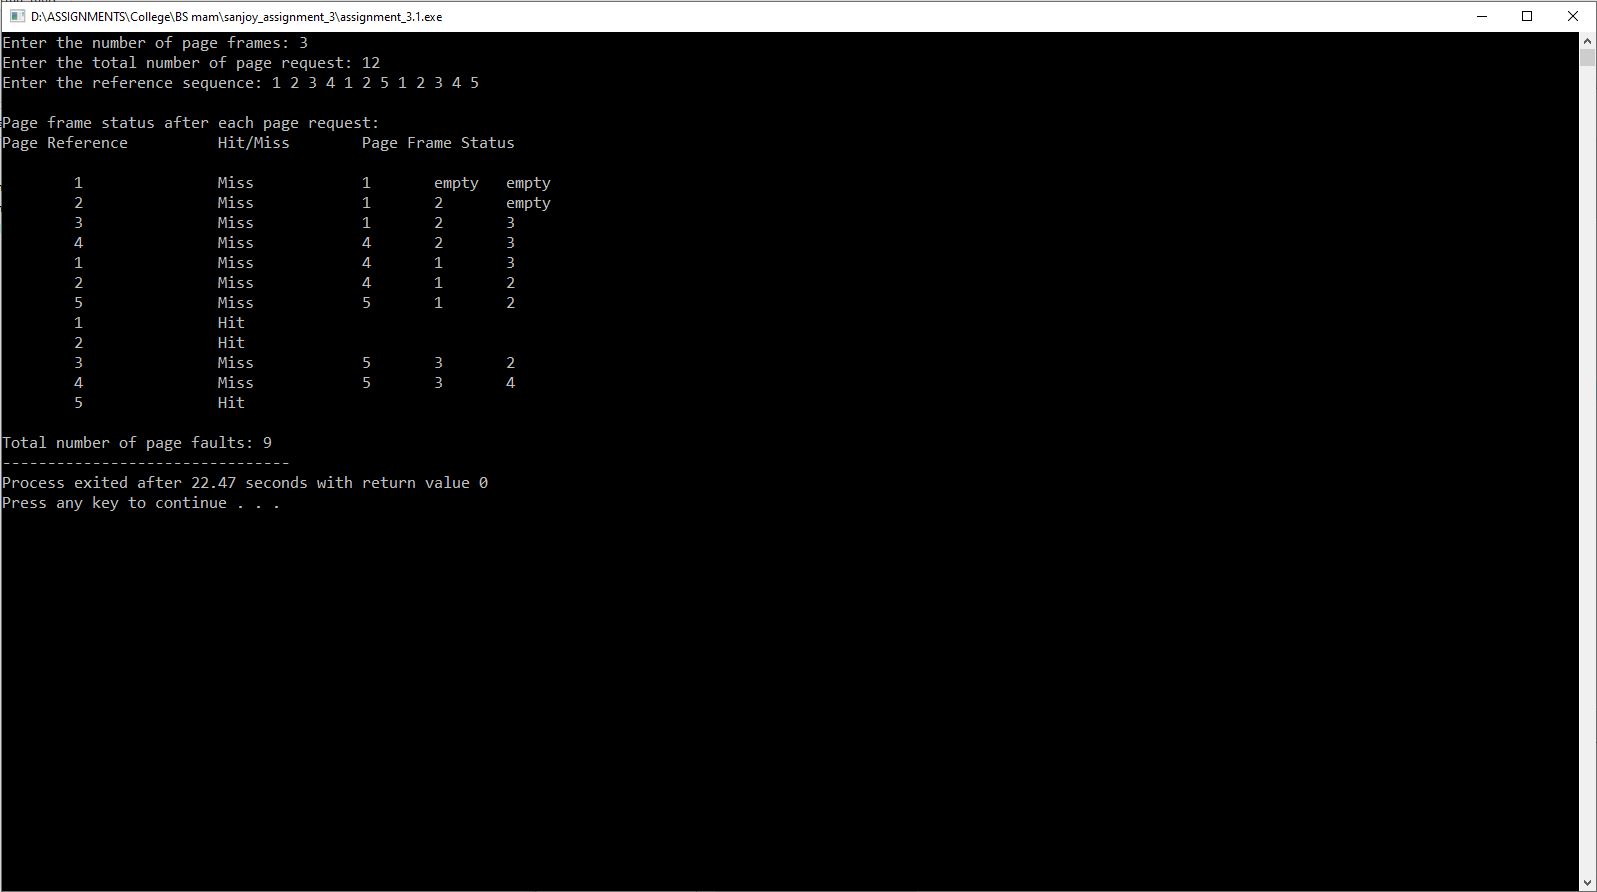 D:\ASSIGNMENTS\College\BS mam\sanjoy_assignment_3\assignment_3.1.exe
Enter the number of page frames: 3
Enter the total number of page request: 12
Enter the reference sequence: 1 2 3 4 1 2 5 1 2 3 4 5
Page frame status after each page request:
Page Reference Hit/Miss Page Frame Status
1 Miss 1 empty empty
2 Miss 1 2 empty
3 Miss 1 2 3
4 Miss 4 2 3
1 Miss 4 1 3
2 Miss 4 1 2
5 Miss 5 1 2
1 Hit
2 Hit
3 Miss 5 3 2
4 Miss 5 3 4
5 Hit
Total number of page faults: 9
--------------------------------
Process exited after 22.47 seconds with return value 0
Press any key to continue . . .